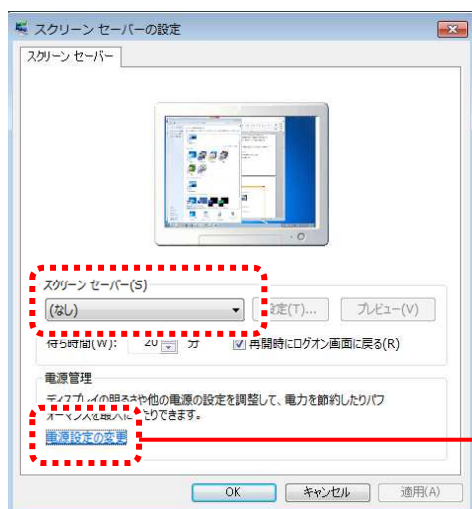 スクリーン セーバーの設定
スクリーン セーバー
スクリーン セーバー(S)
(なし)
設定(T)...
プレビュー(V)
待ち時間(W): 20 分
再開時にログオン画面に戻る(R)
電源管理
ディスプレイの明るさや他の電源の設定を調整して、電力を節約したりパフ
ォーマンスを最大にしたりできます。
電源設定の変更
OK
キャンセル
適用(A)